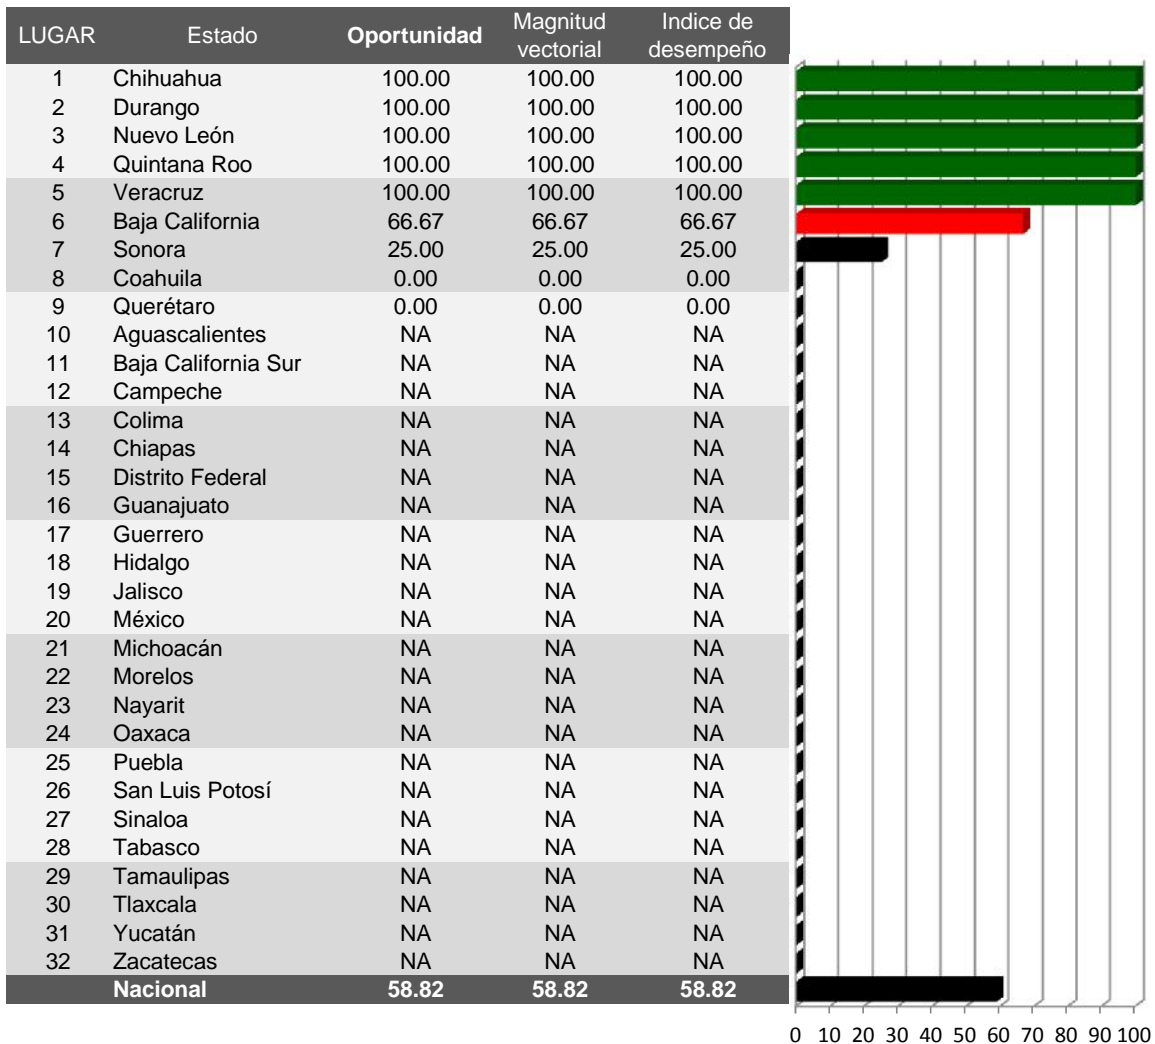 LUGAR Estado Oportunidad Magnitud vectorial Indice de desempeño
1 Chihuahua 100.00 100.00 100.00
2 Durango 100.00 100.00 100.00
3 Nuevo León 100.00 100.00 100.00
4 Quintana Roo 100.00 100.00 100.00
5 Veracruz 100.00 100.00 100.00
6 Baja California 66.67 66.67 66.67
7 Sonora 25.00 25.00 25.00
8 Coahuila 0.00 0.00 0.00
9 Querétaro 0.00 0.00 0.00
10 Aguascalientes NA NA NA
11 Baja California Sur NA NA NA
12 Campeche NA NA NA
13 Colima NA NA NA
14 Chiapas NA NA NA
15 Distrito Federal NA NA NA
16 Guanajuato NA NA NA
17 Guerrero NA NA NA
18 Hidalgo NA NA NA
19 Jalisco NA NA NA
20 México NA NA NA
21 Michoacán NA NA NA
22 Morelos NA NA NA
23 Nayarit NA NA NA
24 Oaxaca NA NA NA
25 Puebla NA NA NA
26 San Luis Potosí NA NA NA
27 Sinaloa NA NA NA
28 Tabasco NA NA NA
29 Tamaulipas NA NA NA
30 Tlaxcala NA NA NA
31 Yucatán NA NA NA
32 Zacatecas NA NA NA
Nacional 58.82 58.82 58.82
0 10 20 30 40 50 60 70 80 90 100